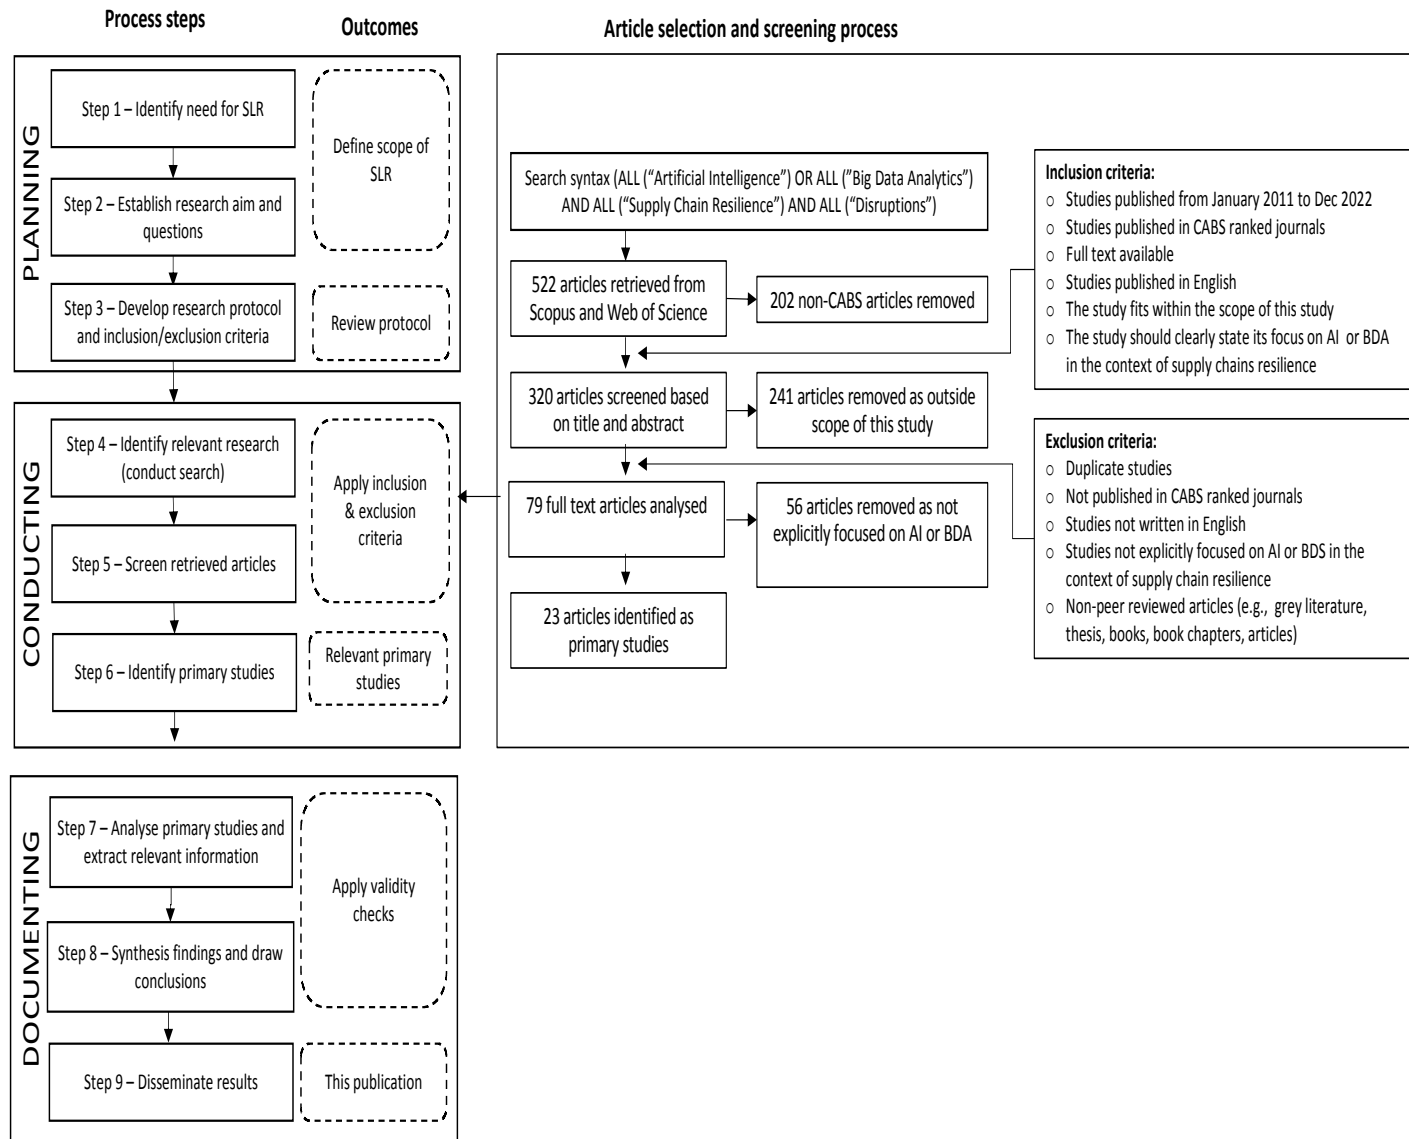 Process steps
Outcomes
Article selection and screening process
PLANNING
Step 1 – Identify need for SLR
Step 2 – Establish research aim and
questions
Step 3 – Develop research protocol
and inclusion/exclusion criteria
Define scope of
SLR
Review protocol
CONDUCTING
Step 4 – Identify relevant research
(conduct search)
Step 5 – Screen retrieved articles
Step 6 – Identify primary studies
Apply inclusion
& exclusion
criteria
Relevant primary
studies
DOCUMENTING
Step 7 – Analyse primary studies and
extract relevant information
Step 8 – Synthesis findings and draw
conclusions
Step 9 – Disseminate results
Apply validity
checks
This publication
Search syntax (ALL (“Artificial Intelligence”) OR ALL (”Big Data Analytics”)
AND ALL (“Supply Chain Resilience”) AND ALL (“Disruptions”)
522 articles retrieved from
Scopus and Web of Science
202 non-CABS articles removed
320 articles screened based
on title and abstract
241 articles removed as outside
scope of this study
79 full text articles analysed
56 articles removed as not
explicitly focused on AI or BDA
23 articles identified as
primary studies
Inclusion criteria:
○ Studies published from January 2011 to Dec 2022
○ Studies published in CABS ranked journals
○ Full text available
○ Studies published in English
○ The study fits within the scope of this study
○ The study should clearly state its focus on AI or BDA
in the context of supply chains resilience
Exclusion criteria:
○ Duplicate studies
○ Not published in CABS ranked journals
○ Studies not written in English
○ Studies not explicitly focused on AI or BDS in the
context of supply chain resilience
○ Non-peer reviewed articles (e.g., grey literature,
thesis, books, book chapters, articles)